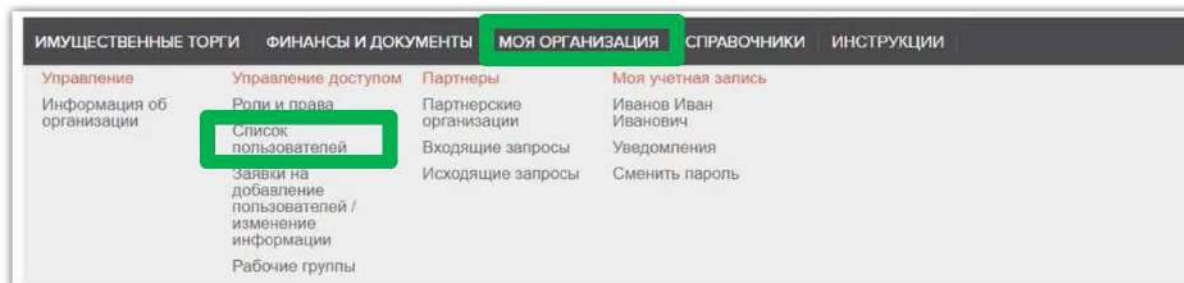 ИМУЩЕСТВЕННЫЕ ТОРГИ ФИНАНСЫ И ДОКУМЕНТЫ МОЯ ОРГАНИЗАЦИЯ СПРАВОЧНИКИ ИНСТРУКЦИИ
Управление
Информация об
организации
Управление доступом
Роли и права
Список
пользователей
Заявки на
добавление
пользователей /
изменение
информации
Рабочие группы
Партнеры
Партнерские
организации
Входящие запросы
Исходящие запросы
Моя учетная запись
Иванов Иван
Иванович
Уведомления
Сменить пароль